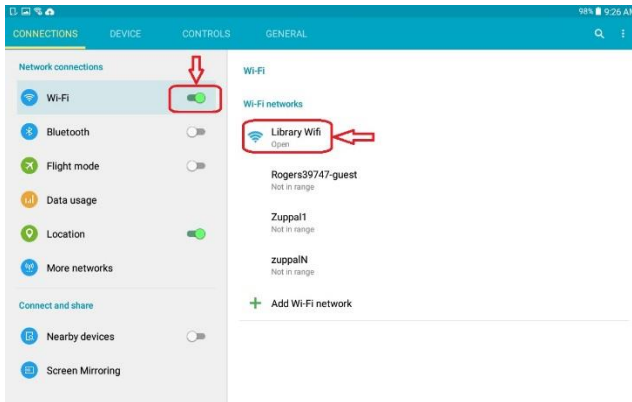 98% 9:26 AM
CONNECTIONS DEVICE CONTROLS GENERAL
Network connections
Wi-Fi
Bluetooth
Flight mode
Data usage
Location
More networks
Connect and share
Nearby devices
Screen Mirroring
Wi-Fi
Wi-Fi networks
Library Wifi
Open
Rogers39747-guest
Not in range
Zuppal1
Not in range
zuppalN
Not in range
Add Wi-Fi network